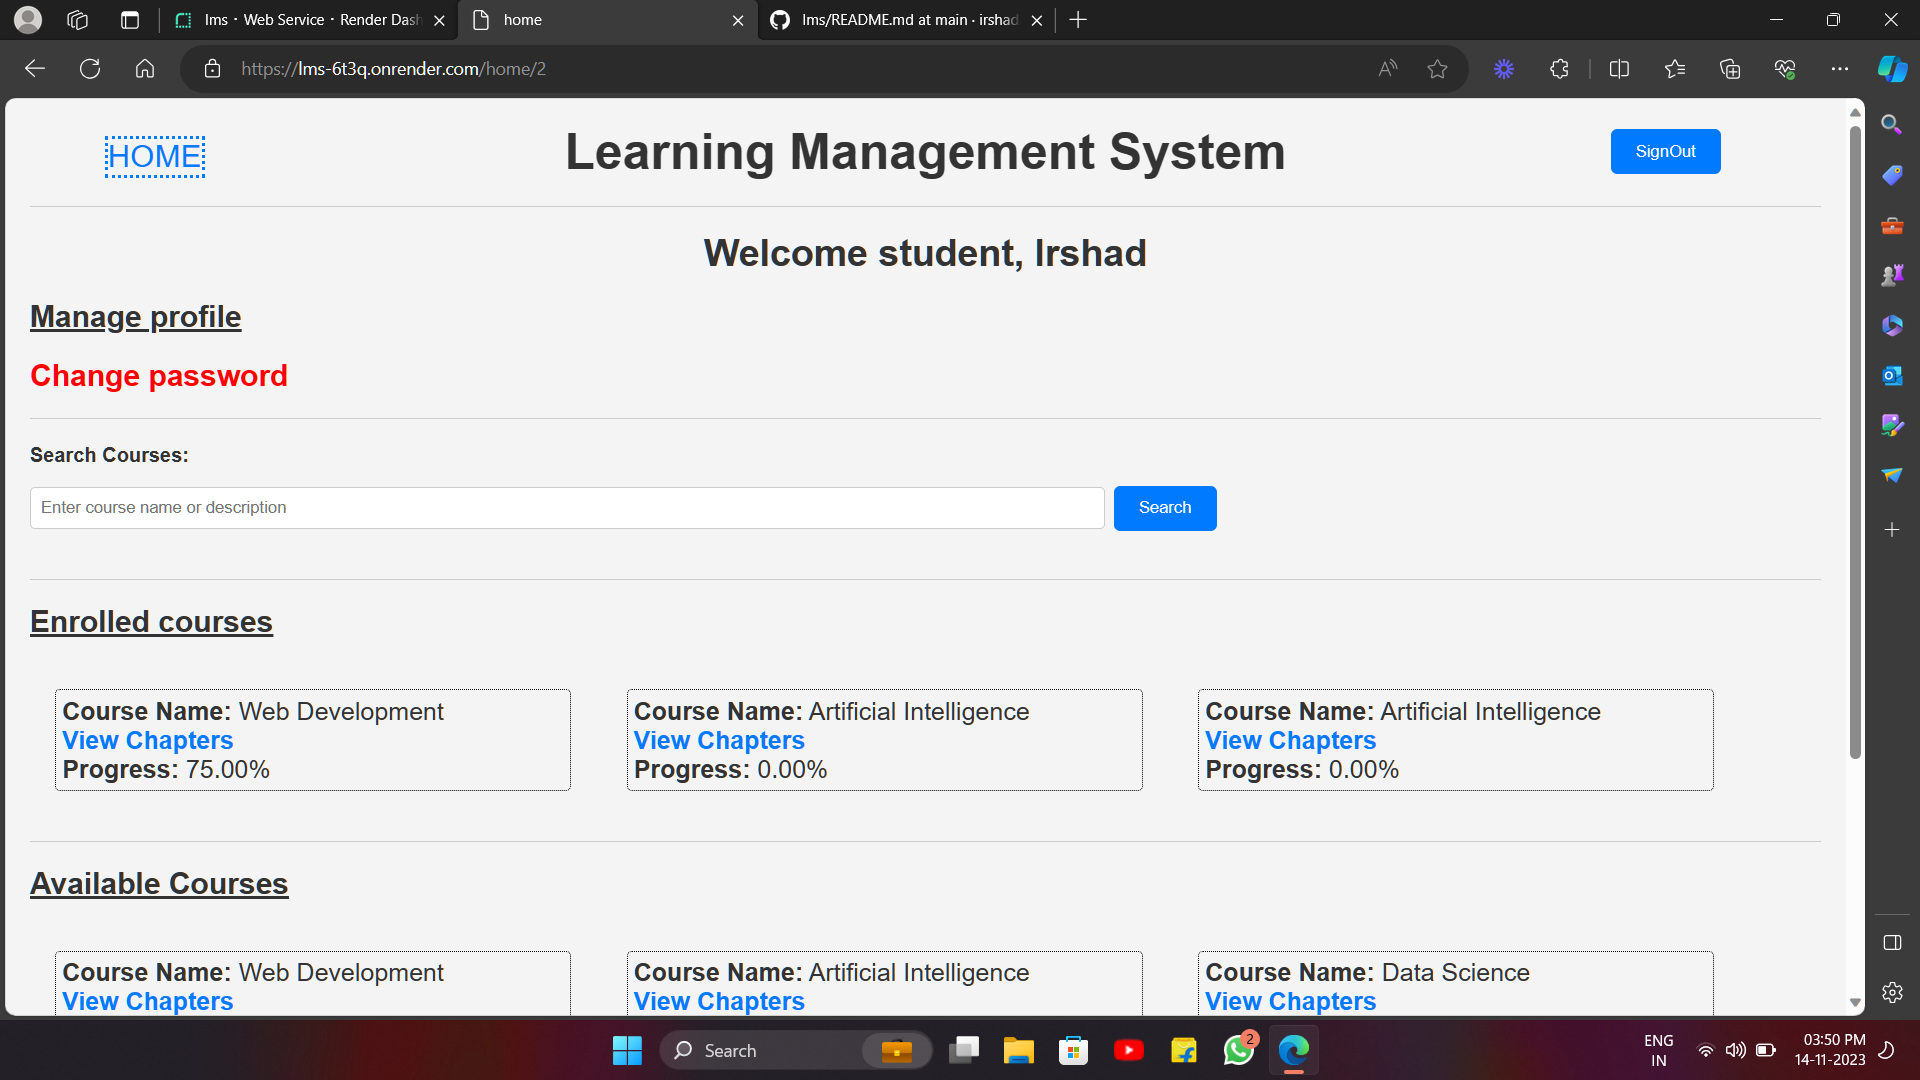 lms · Web Service · Render Dash
home
lms/README.md at main · irshad
https://lms-6t3q.onrender.com/home/2
HOME
Learning Management System
SignOut
Welcome student, Irshad
Manage profile
Change password
Search Courses:
Enter course name or description
Search
Enrolled courses
Course Name: Web Development
View Chapters
Progress: 75.00%
Course Name: Artificial Intelligence
View Chapters
Progress: 0.00%
Course Name: Artificial Intelligence
View Chapters
Progress: 0.00%
Available Courses
Course Name: Web Development
View Chapters
Course Name: Artificial Intelligence
View Chapters
Course Name: Data Science
View Chapters
Search
2
ENG
IN
03:50 PM
14-11-2023